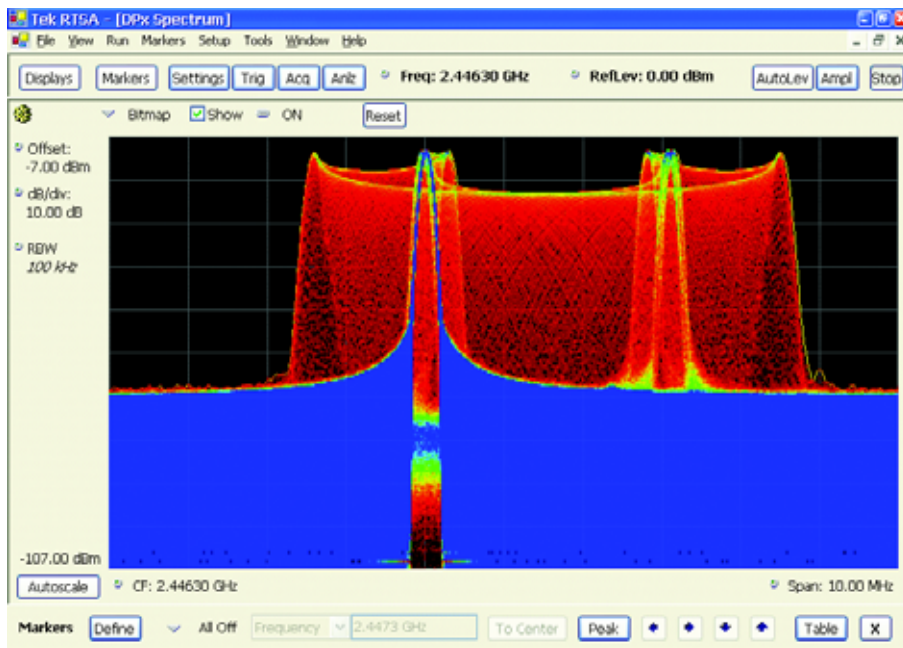 Tek RTSA - [DPx Spectrum]
File View Run Markers Setup Tools Window Help
Displays Markers Settings Trig Acq Anlz Freq: 2.44630 GHz RefLev: 0.00 dBm AutoLev Ampl Stop
Bitmap Show ON Reset
Offset:
-7.00 dBm
dB/div:
10.00 dB
RBW
100 kHz
-107.00 dBm
Autoscale CF: 2.44630 GHz Span: 10.00 MHz
Markers Define All Off Frequency 2.4473 GHz To Center Peak Table X